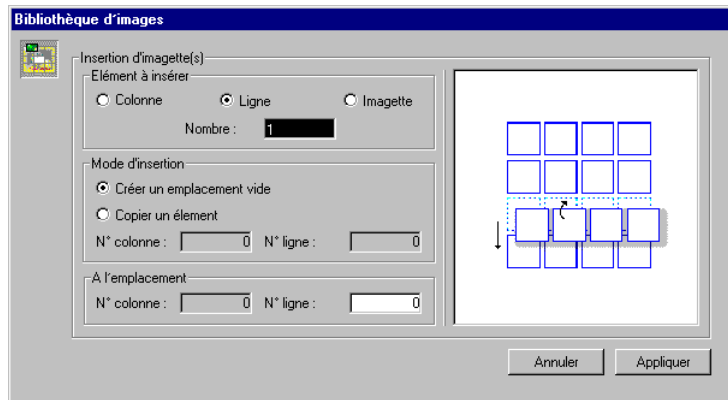 Bibliothèque d'images
Insertion d'imagette(s)
Elément à insérer
Colonne Ligne Imagette
Nombre : 1
Mode d'insertion
Créer un emplacement vide
Copier un élement
N° colonne : 0 N° ligne : 0
A l'emplacement
N° colonne : 0 N° ligne : 0
Annuler Appliquer